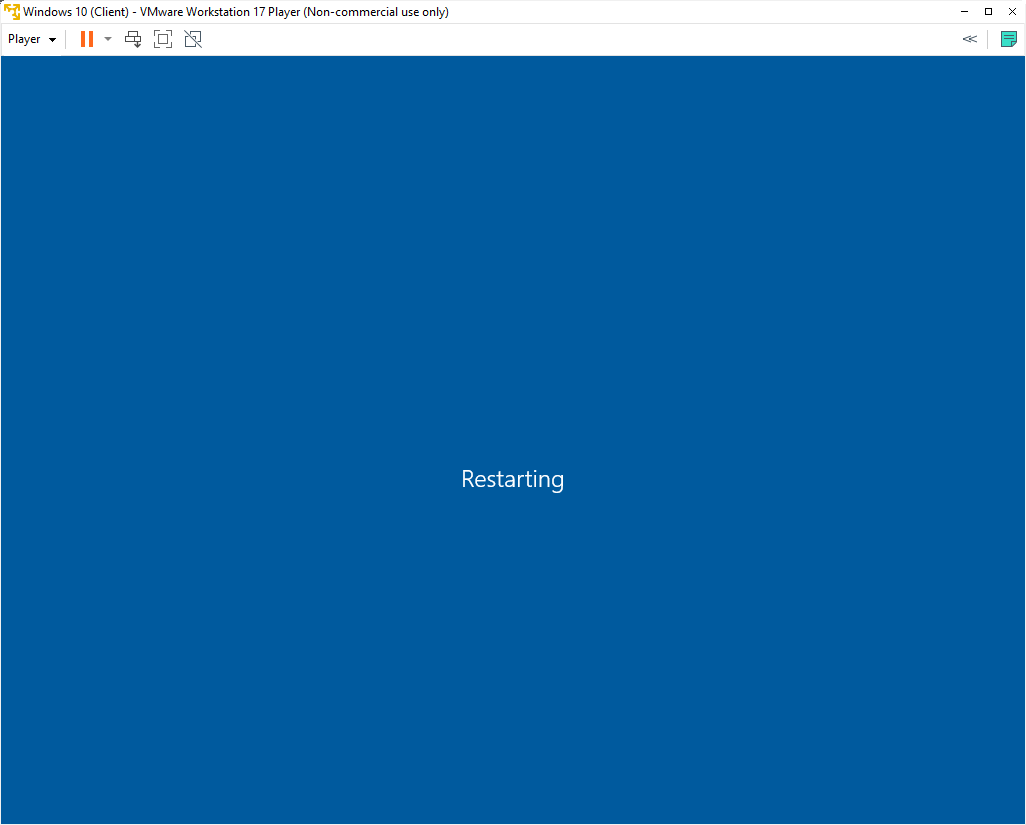 Windows 10 (Client) - VMware Workstation 17 Player (Non-commercial use only)
Player
Restarting